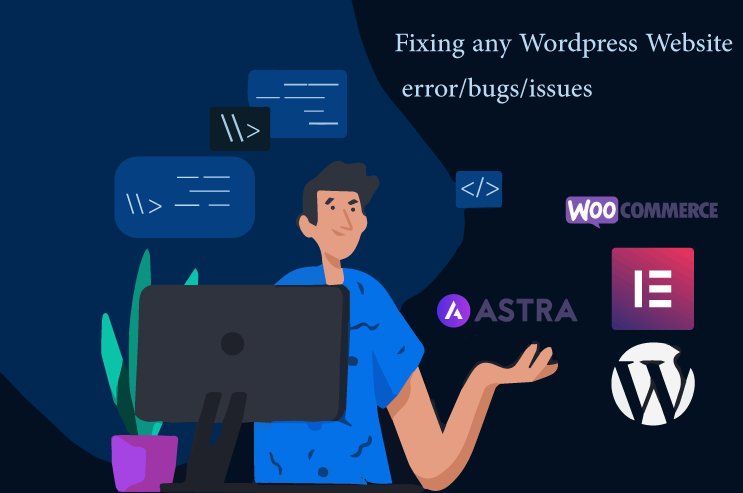 Fixing any Wordpress Website
error/bugs/issues
\\>
\\>
</>
WOOCOMMERCE
ASTRA